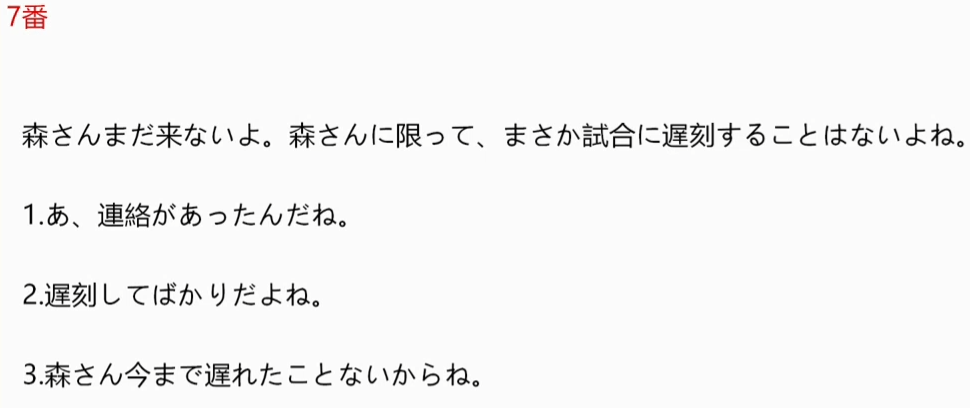 7番
森さんまだ来ないよ。森さんに限って、まさか試合に遅刻することはないよね。
1.あ、連絡があったんだね。
2.遅刻してばかりだよね。
3.森さん今まで遅れたことないからね。